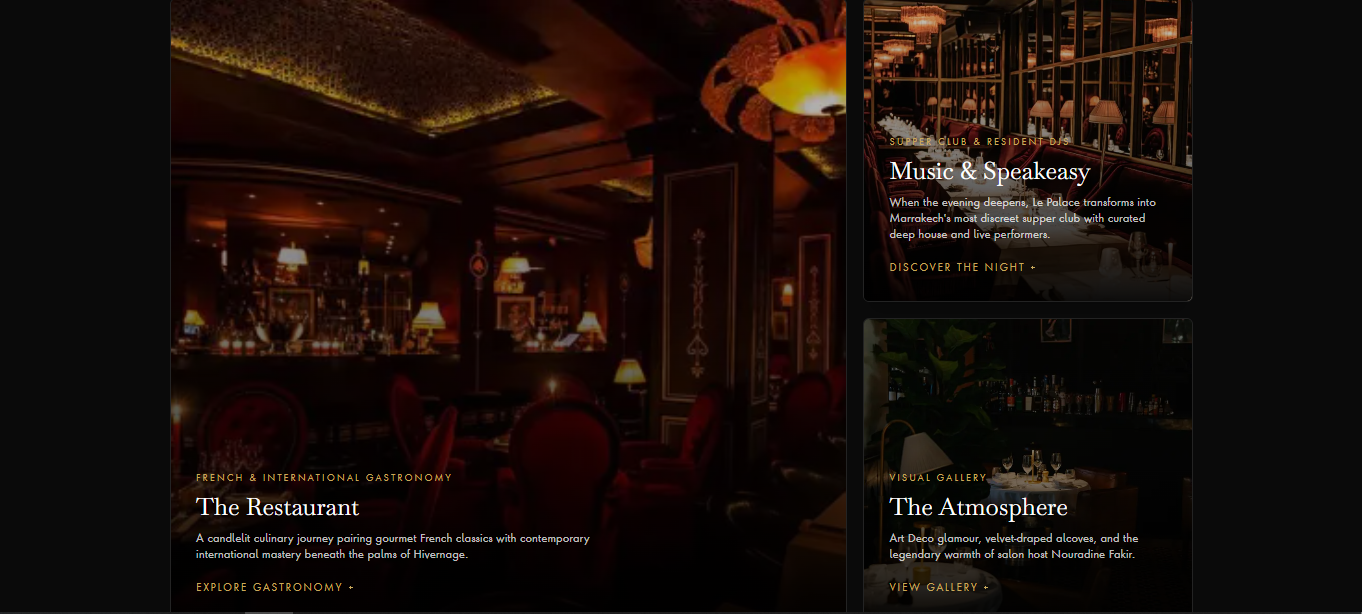 SUPPER CLUB & RESIDENT DJS
Music & Speakeasy
When the evening deepens, Le Palace transforms into
Marrakech's most discreet supper club with curated
deep house and live performers.
DISCOVER THE NIGHT +
FRENCH & INTERNATIONAL GASTRONOMY
The Restaurant
A candlelit culinary journey pairing gourmet French classics with contemporary
international mastery beneath the palms of Hivernage.
EXPLORE GASTRONOMY +
VISUAL GALLERY
The Atmosphere
Art Deco glamour, velvet-draped alcoves, and the
legendary warmth of salon host Nouradine Fakir.
VIEW GALLERY +